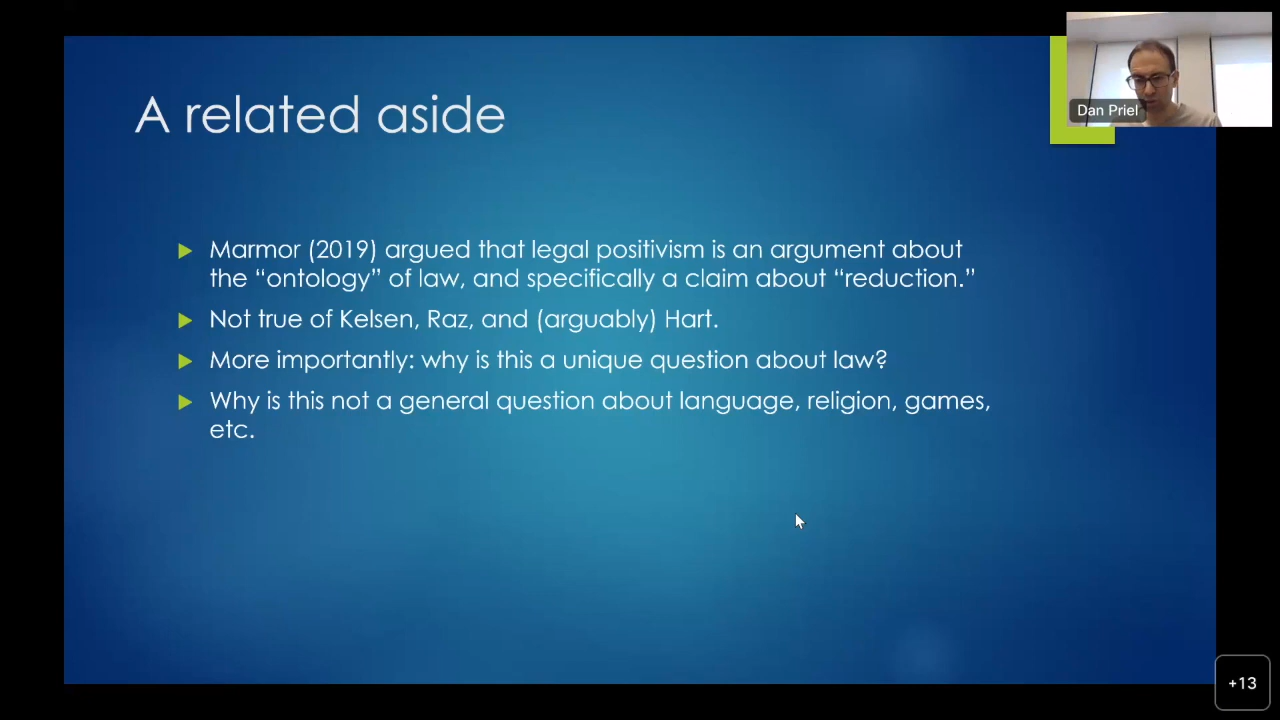 A related aside
Dan Priel
Marmor (2019) argued that legal positivism is an argument about
the “ontology” of law, and specifically a claim about “reduction.”
Not true of Kelsen, Raz, and (arguably) Hart.
More importantly: why is this a unique question about law?
Why is this not a general question about language, religion, games,
etc.
+13